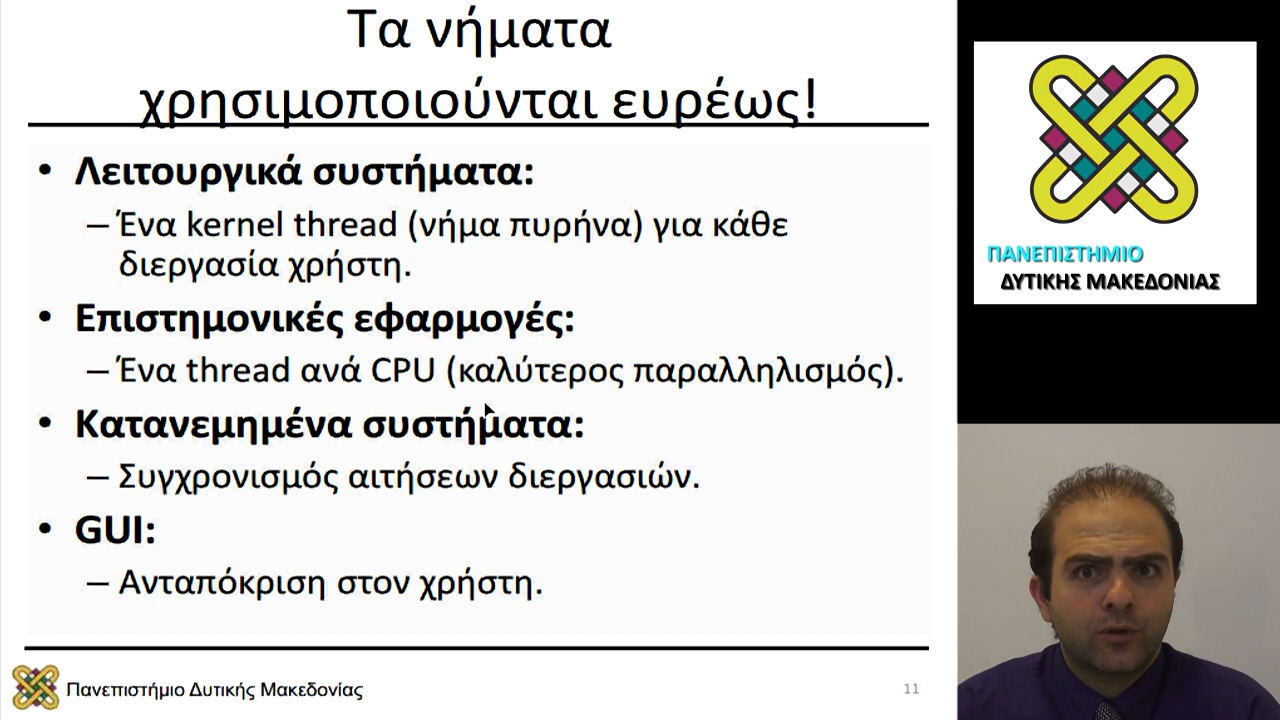 Τα νήματα
χρησιμοποιούνται ευρέως!
• Λειτουργικά συστήματα:
– Ένα kernel thread (νήμα πυρήνα) για κάθε
διεργασία χρήστη.
• Επιστημονικές εφαρμογές:
– Ένα thread ανά CPU (καλύτερος παραλληλισμός).
• Κατανεμημένα συστήματα:
– Συγχρονισμός αιτήσεων διεργασιών.
• GUI:
– Ανταπόκριση στον χρήστη.
Πανεπιστήμιο Δυτικής Μακεδονίας
11
ΠΑΝΕΠΙΣΤΗΜΙΟ
ΔΥΤΙΚΗΣ ΜΑΚΕΔΟΝΙΑΣ